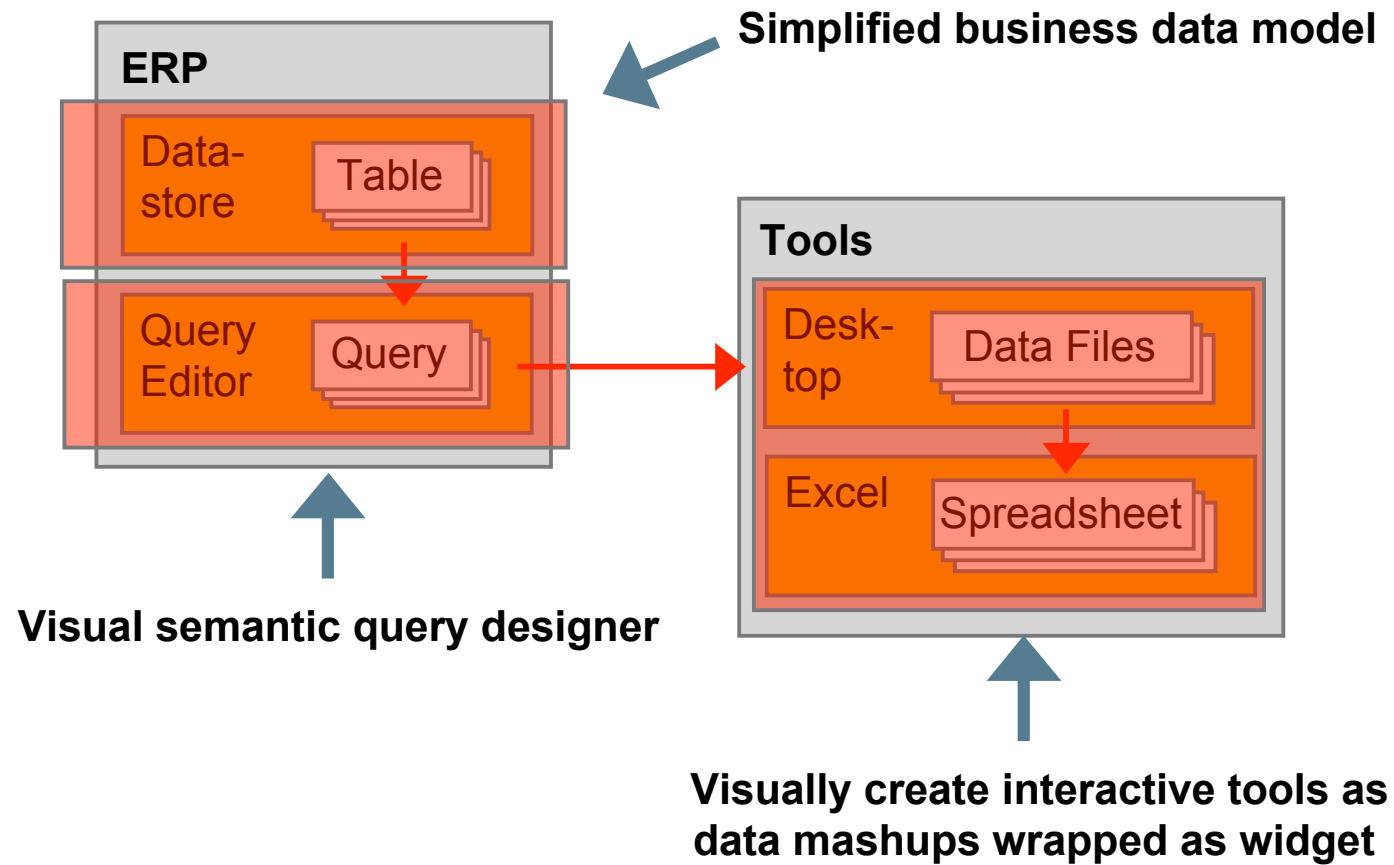 Simplified business data model
ERP
Data-
store
Table
Query
Editor
Query
Tools
Desk-
top
Data Files
Excel
Spreadsheet
Visual semantic query designer
Visually create interactive tools as
data mashups wrapped as widget